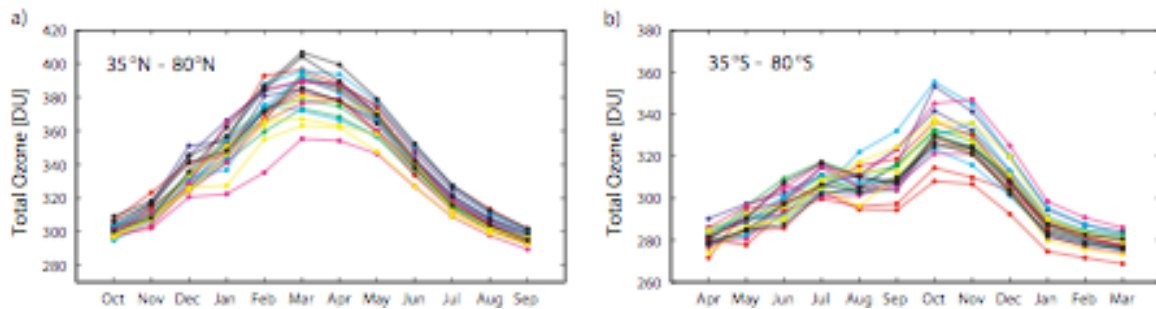 a)
Total Ozone [DU]
420
400
380
360
340
320
300
280
35°N - 80°N
Oct Nov Dec Jan Feb Mar Apr May Jun Jul Aug Sep
b)
Total Ozone [DU]
380
360
340
320
300
280
260
35°S - 80°S
Apr May Jun Jul Aug Sep Oct Nov Dec Jan Feb Mar